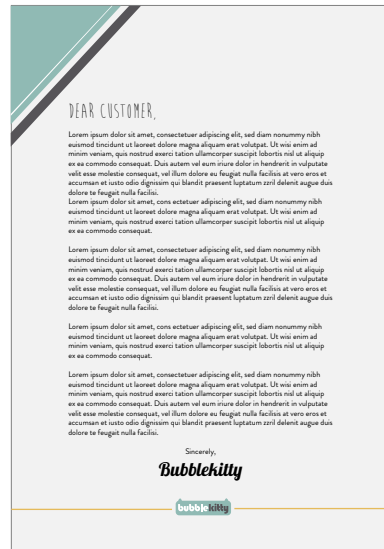 DEAR CUSTOMER,
Lorem ipsum dolor sit amet, consectetuer adipiscing elit, sed diam nonummy nibh
euismod tincidunt ut laoreet dolore magna aliquam erat volutpat. Ut wisi enim ad
minim veniam, quis nostrud exerci tation ullamcorper suscipit lobortis nisl ut aliquip
ex ea commodo consequat. Duis autem vel eum iriure dolor in hendrerit in vulputate
velit esse molestie consequat, vel illum dolore eu feugiat nulla facilisis at vero eros et
accumsan et iusto odio dignissim qui blandit praesent luptatum zzril delenit augue duis
dolore te feugait nulla facilisi.
Lorem ipsum dolor sit amet, cons ectetuer adipiscing elit, sed diam nonummy nibh
euismod tincidunt ut laoreet dolore magna aliquam erat volutpat. Ut wisi enim ad
minim veniam, quis nostrud exerci tation ullamcorper suscipit lobortis nisl ut aliquip
ex ea commodo consequat.
Lorem ipsum dolor sit amet, consectetuer adipiscing elit, sed diam nonummy nibh
euismod tincidunt ut laoreet dolore magna aliquam erat volutpat. Ut wisi enim ad
minim veniam, quis nostrud exerci tation ullamcorper suscipit lobortis nisl ut aliquip
ex ea commodo consequat. Duis autem vel eum iriure dolor in hendrerit in vulputate
velit esse molestie consequat, vel illum dolore eu feugiat nulla facilisis at vero eros et
accumsan et iusto odio dignissim qui blandit praesent luptatum zzril delenit augue duis
dolore te feugait nulla facilisi.
Lorem ipsum dolor sit amet, cons ectetuer adipiscing elit, sed diam nonummy nibh
euismod tincidunt ut laoreet dolore magna aliquam erat volutpat. Ut wisi enim ad
minim veniam, quis nostrud exerci tation ullamcorper suscipit lobortis nisl ut aliquip
ex ea commodo consequat.
Lorem ipsum dolor sit amet, consectetuer adipiscing elit, sed diam nonummy nibh
euismod tincidunt ut laoreet dolore magna aliquam erat volutpat. Ut wisi enim ad
minim veniam, quis nostrud exerci tation ullamcorper suscipit lobortis nisl ut aliquip
ex ea commodo consequat. Duis autem vel eum iriure dolor in hendrerit in vulputate
velit esse molestie consequat, vel illum dolore eu feugiat nulla facilisis at vero eros et
accumsan et iusto odio dignissim qui blandit praesent luptatum zzril delenit augue duis
dolore te feugait nulla facilisi.
Sincerely,
Bubblekitty
bubblekitty